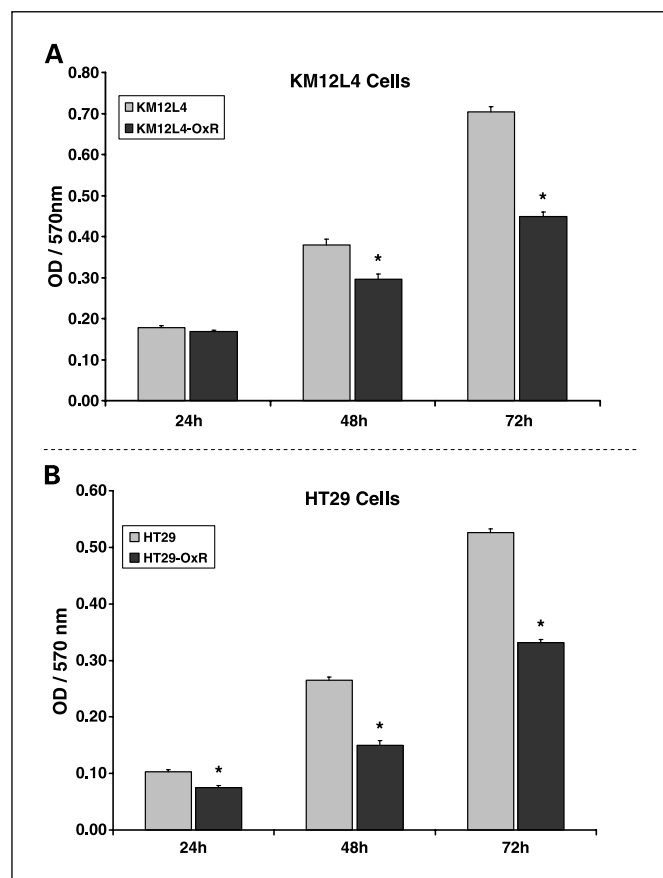 A
KM12L4 Cells
0.80
0.70
0.60
0.50
0.40
0.30
0.20
0.10
0.00
OD / 570nm
KM12L4
KM12L4-OxR
*
*
24h
48h
72h
B
HT29 Cells
0.60
0.50
0.40
0.30
0.20
0.10
0.00
OD / 570 nm
HT29
HT29-OxR
*
*
*
24h
48h
72h